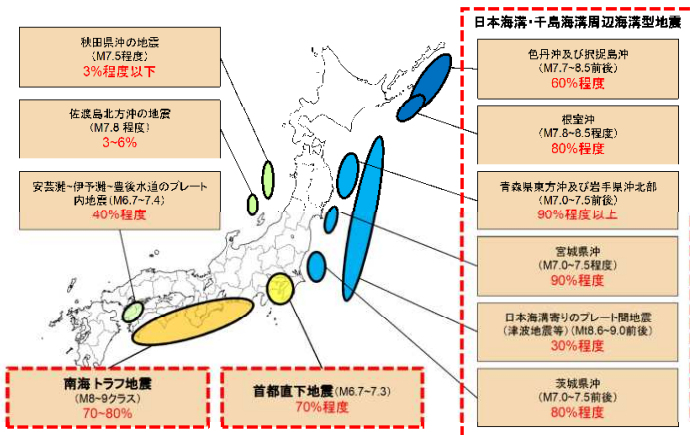 秋田県沖の地震
(M7.5程度)
3%程度以下
佐渡島北方沖の地震
(M7.8 程度)
3~6%
安芸灘~伊予灘~豊後水道のプレート
内地震(M6.7~7.4)
40%程度
南海トラフ地震
(M8~9クラス)
70~80%
首都直下地震(M6.7~7.3)
70%程度
日本海溝・千島海溝周辺海溝型地震
色丹沖及び択捉島沖
(M7.7~8.5前後)
60%程度
根室沖
(M7.8~8.5程度)
80%程度
青森県東方沖及び岩手県沖北部
(M7.0~7.5前後)
90%程度以上
宮城県沖
(M7.0~7.5程度)
90%程度
日本海溝寄りのプレート間地震
(津波地震等)(Mt8.6~9.0前後)
30%程度
茨城県沖
(M7.0~7.5前後)
80%程度